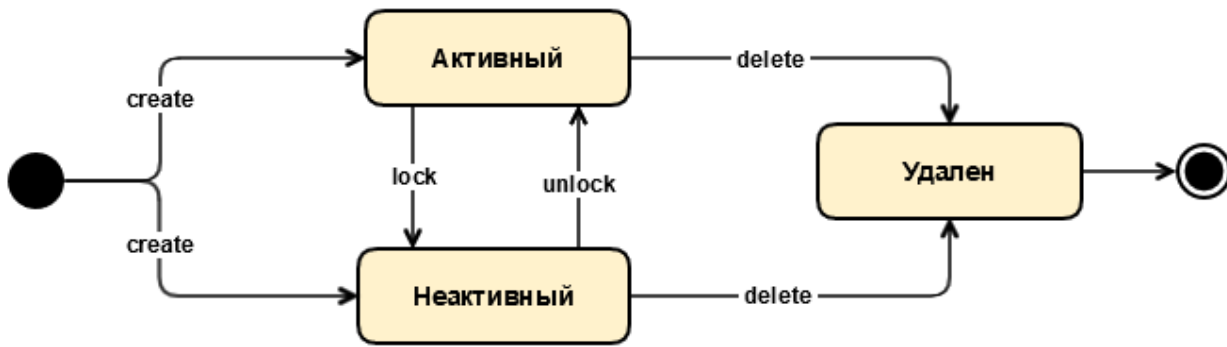 Активный
delete
create
Удален
lock
unlock
create
Неактивный
delete